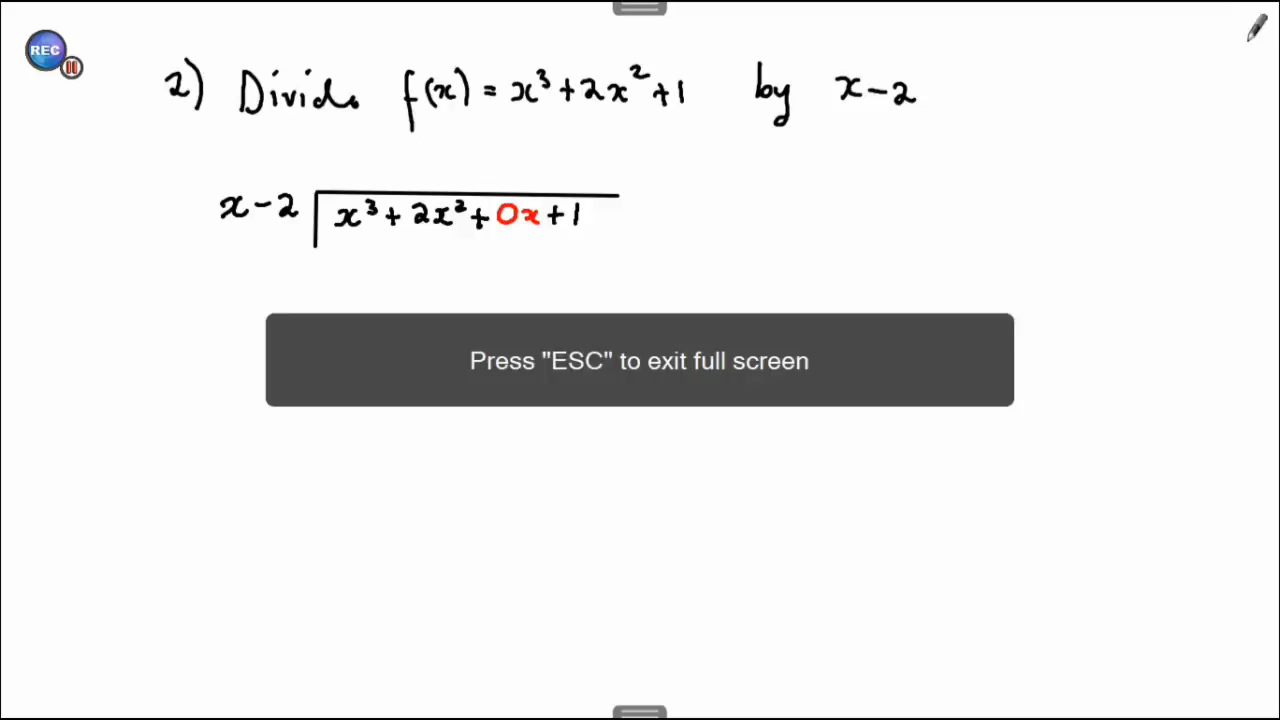 REC
2) Divide f(x) = x³ + 2x² + 1 by x - 2
x - 2 x³ + 2x² + 0x + 1
Press "ESC" to exit full screen